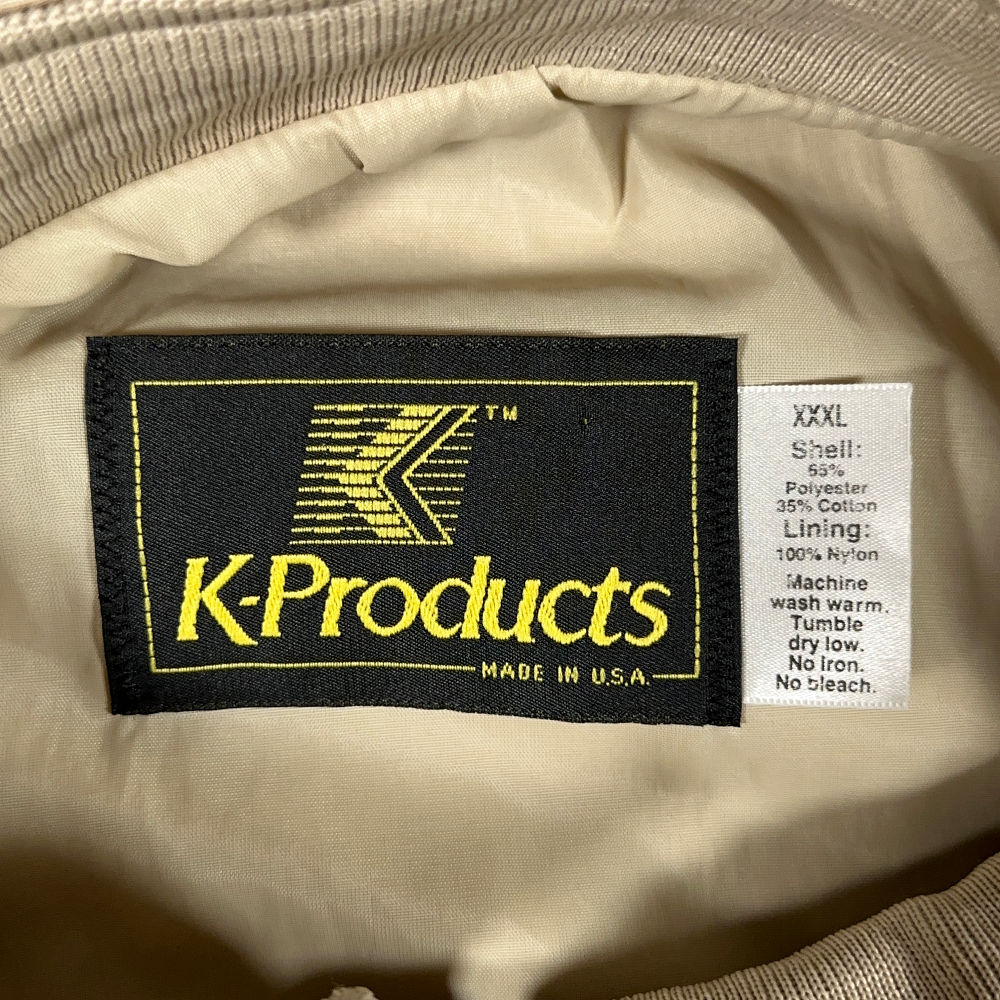 K TM
K-Products
MADE IN U.S.A.
XXXL
Shell:
65%
Polyester
35% Cotton
Lining:
100% Nylon
Machine
wash warm.
Tumble
dry low.
No Iron.
No bleach.